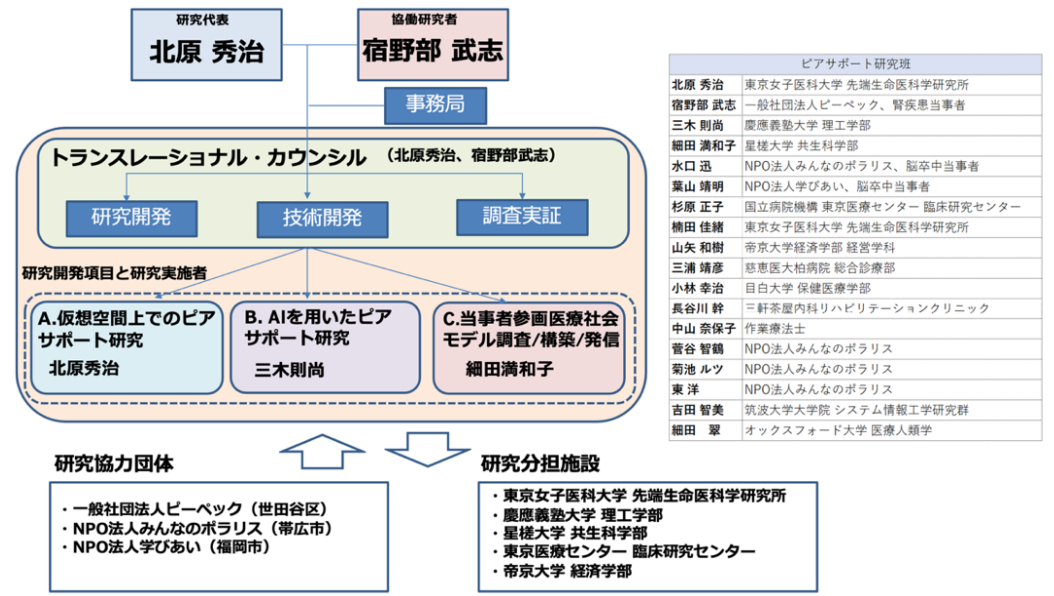 研究代表
北原 秀治
協働研究者
宿野部 武志
事務局
トランスレーショナル・カウンシル （北原秀治、宿野部武志）
研究開発
技術開発
調査実証
研究開発項目と研究実施者
A.仮想空間上でのピア
サポート研究
北原秀治
B. AIを用いたピア
サポート研究
三木則尚
C.当事者参画医療社会
モデル調査/構築/発信
細田満和子
研究協力団体
・一般社団法人ピーペック（世田谷区）
・NPO法人みんなのポラリス（帯広市）
・NPO法人学びあい（福岡市）
研究分担施設
・東京女子医科大学 先端生命医科学研究所
・慶應義塾大学 理工学部
・星槎大学 共生科学部
・東京医療センター 臨床研究センター
・帝京大学 経済学部
ピアサポート研究班
北原 秀治 東京女子医科大学 先端生命医科学研究所
宿野部 武志 一般社団法人ピーペック、腎疾患当事者
三木 則尚 慶應義塾大学 理工学部
細田 満和子 星槎大学 共生科学部
水口 迅 NPO法人みんなのポラリス、脳卒中当事者
葉山 靖明 NPO法人学びあい、脳卒中当事者
杉原 正子 国立病院機構 東京医療センター 臨床研究センター
楠田 佳緒 東京女子医科大学 先端生命医科学研究所
山矢 和樹 帝京大学経済学部 経営学科
三浦 靖彦 慈恵医大柏病院 総合診療部
小林 幸治 目白大学 保健医療学部
長谷川 幹 三軒茶屋内科リハビリテーションクリニック
中山 奈保子 作業療法士
菅谷 智鶴 NPO法人みんなのポラリス
菊池 ルツ NPO法人みんなのポラリス
東 洋 NPO法人みんなのポラリス
吉田 智美 筑波大学大学院 システム情報工学研究群
細田 翠 オックスフォード大学 医療人類学